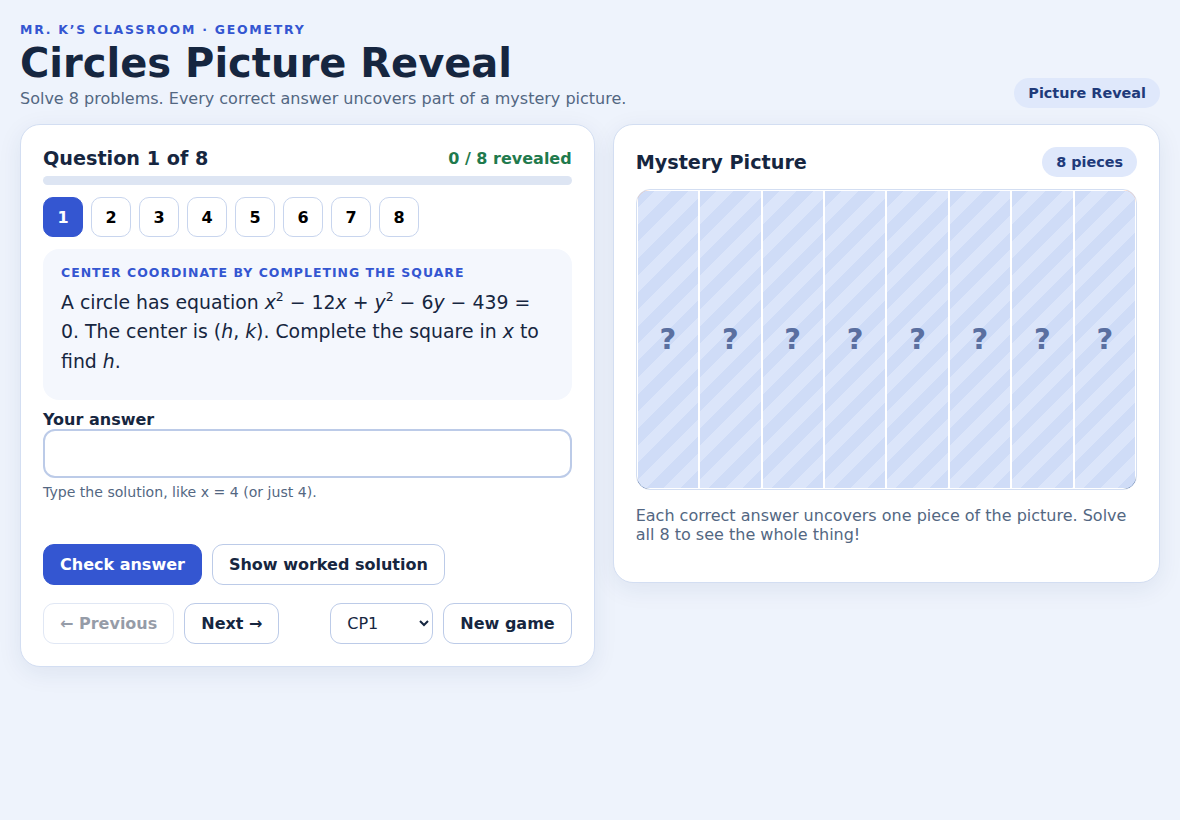 MR. K’S CLASSROOM · GEOMETRY
Circles Picture Reveal
Solve 8 problems. Every correct answer uncovers part of a mystery picture.
Picture Reveal
Question 1 of 8
0 / 8 revealed
1 2 3 4 5 6 7 8
CENTER COORDINATE BY COMPLETING THE SQUARE
A circle has equation x² − 12x + y² − 6y − 439 =
0. The center is (h, k). Complete the square in x to
find h.
Your answer
Type the solution, like x = 4 (or just 4).
Check answer
Show worked solution
← Previous
Next →
CP1
New game
Mystery Picture
8 pieces
? ? ? ? ? ? ? ?
Each correct answer uncovers one piece of the picture. Solve
all 8 to see the whole thing!